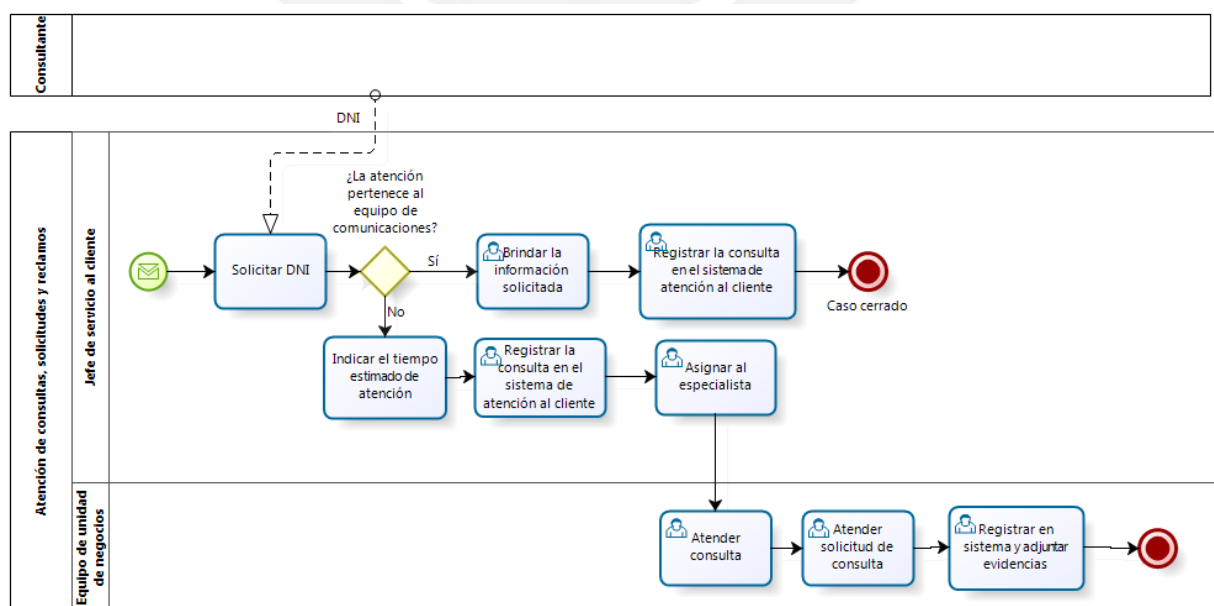 Consultante
DNI
Atención de consultas, solicitudes y reclamos
Jefe de servicio al cliente
¿La atención
pertenece al
equipo de
comunicaciones?
Solicitar DNI
Sí
Brindar la
información
solicitada
Registrar la consulta
en el sistema de
atención al cliente
Caso cerrado
No
Indicar el tiempo
estimado de
atención
Registrar la
consulta en el
sistema de
atención al cliente
Asignar al
especialista
Equipo de unidad
de negocios
Atender
consulta
Atender
solicitud de
consulta
Registrar en
sistema y adjuntar
evidencias